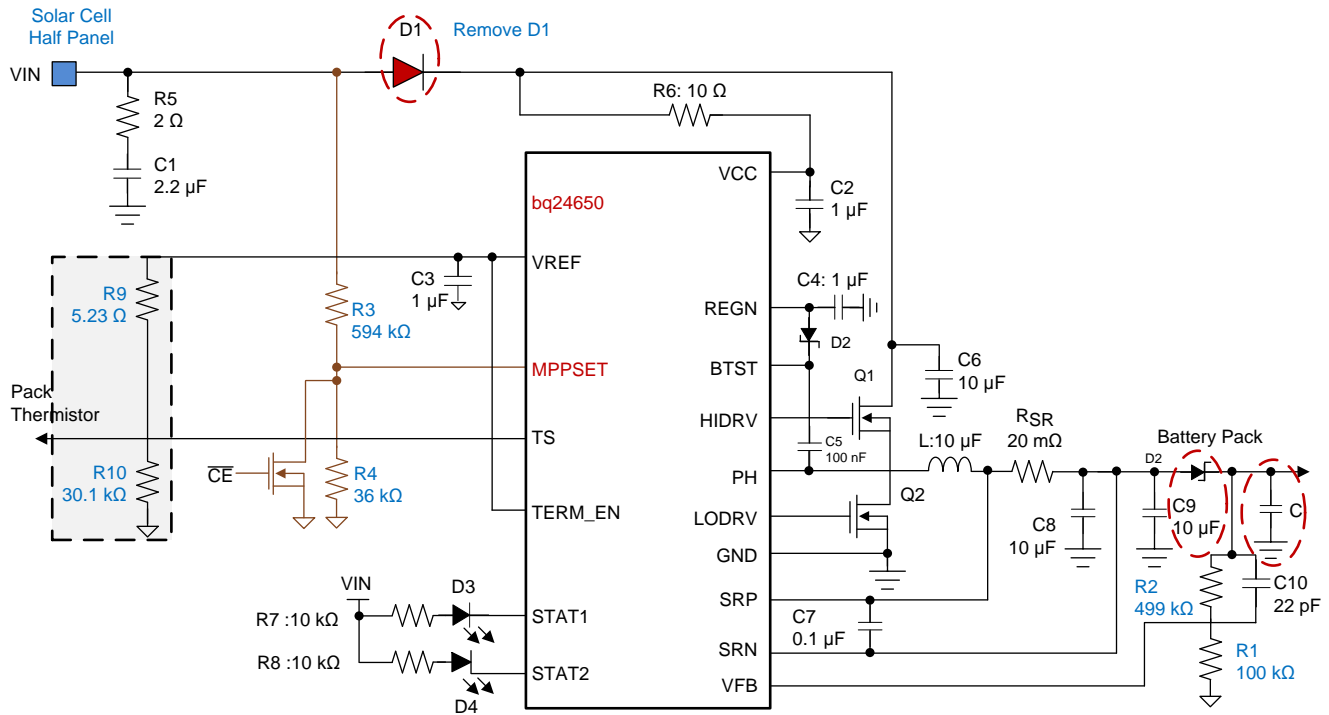 Solar Cell
Half Panel
VIN
D1
Remove D1
R5
2 Ω
C1
2.2 µF
R6: 10 Ω
VCC
C2
1 µF
bq24650
VREF
C3
1 µF
R9
5.23 Ω
R3
594 kΩ
C4: 1 µF
REGN
D2
BTST
C6
10 µF
MPPSET
Pack
Thermistor
Q1
HIDRV
TS
C5
100 nF
RSR
20 mΩ
L:10 µF
Battery Pack
D2
R10
30.1 kΩ
CE
R4
36 kΩ
PH
Q2
C9
10 µF
C
TERM_EN
LODRV
C8
10 µF
GND
R2
499 kΩ
C10
22 pF
VIN
D3
STAT1
R7 :10 kΩ
SRP
C7
0.1 µF
R8 :10 kΩ
STAT2
SRN
R1
100 kΩ
D4
VFB